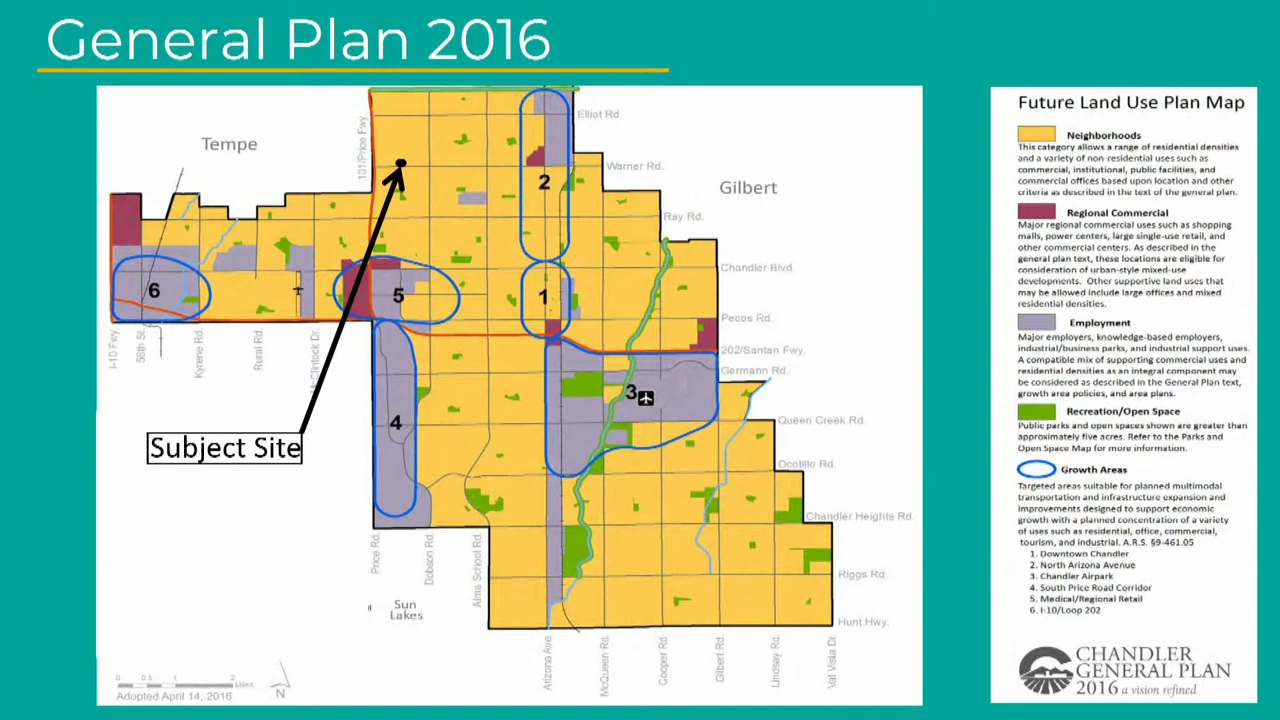 General Plan 2016
Tempe
101/Price Fwy.
Elliot Rd.
Warner Rd.
2
Gilbert
Ray Rd.
Chandler Blvd.
6
5
1
Pecos Rd.
I-10 Fwy.
56th St.
Kyrene Rd.
Rural Rd.
McClintock Dr.
202/Santan Fwy.
Germann Rd.
3
4
Queen Creek Rd.
Subject Site
Ocotillo Rd.
Chandler Heights Rd.
Price Rd.
Dobson Rd.
Alma School Rd.
Riggs Rd.
Sun
Lakes
Hunt Hwy.
Arizona Ave.
McQueen Rd.
Cooper Rd.
Gilbert Rd.
Lindsay Rd.
Val Vista Dr.
0 0.5 1 2
Miles
Adopted April 14, 2016
N
Future Land Use Plan Map
Neighborhoods
This category allows a range of residential densities
and a variety of non-residential uses such as
commercial, institutional, public facilities, and
commercial offices based upon location and other
criteria as described in the text of the general plan.
Regional Commercial
Major regional commercial uses such as shopping
malls, power centers, large single-use retail, and
other commercial centers. As described in the
general plan text, these locations are eligible for
consideration of urban-style mixed-use
developments. Other supportive land uses that
may be allowed include large offices and mixed
residential densities.
Employment
Major employers, knowledge-based employers,
industrial/business parks, and industrial support uses.
A compatible mix of supporting commercial uses and
residential densities as an integral component may
be considered as described in the General Plan text,
growth area policies, and area plans.
Recreation/Open Space
Public parks and open spaces shown are greater than
approximately five acres. Refer to the Parks and
Open Space Map for more information.
Growth Areas
Targeted areas suitable for planned multimodal
transportation and infrastructure expansion and
improvements designed to support economic
growth with a planned concentration of a variety
of uses such as residential, office, commercial,
tourism, and industrial. A.R.S. §9-461.05
1. Downtown Chandler
2. North Arizona Avenue
3. Chandler Airpark
4. South Price Road Corridor
5. Medical/Regional Retail
6. I-10/Loop 202
CHANDLER
GENERAL PLAN
2016 a vision refined